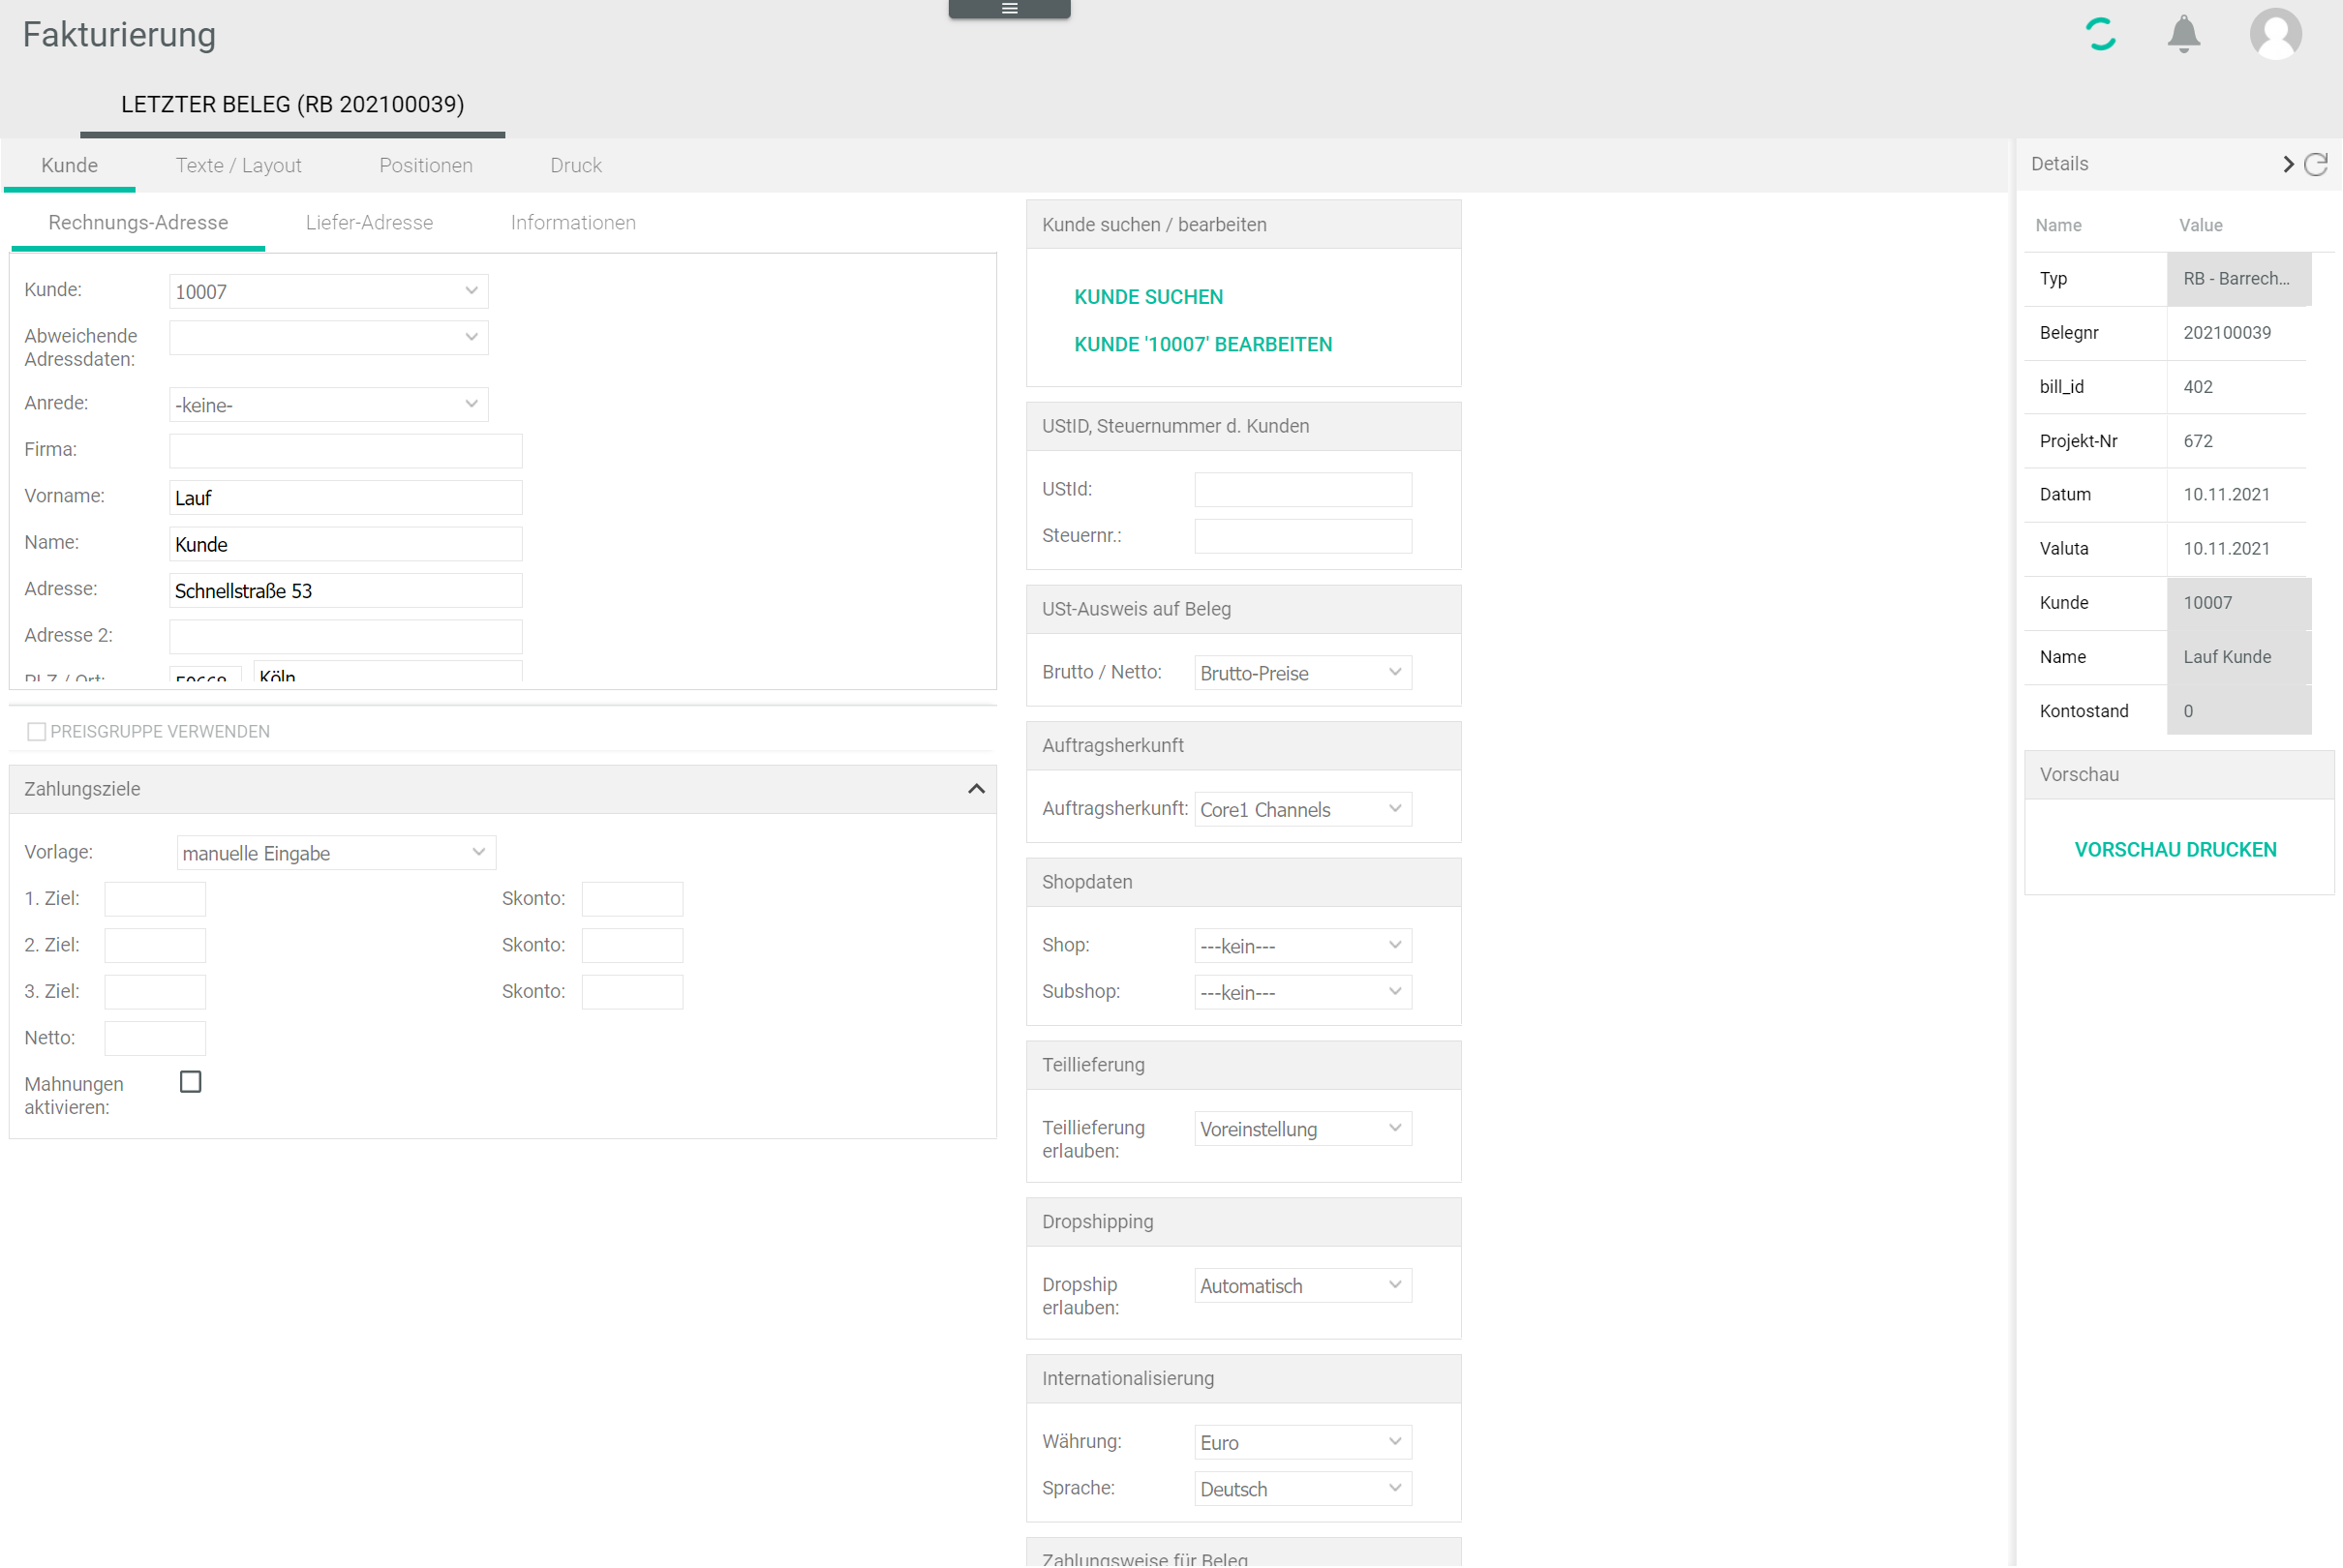 Fakturierung
LETZTER BELEG (RB 202100039)
Kunde
Texte / Layout
Positionen
Druck
Rechnungs-Adresse
Liefer-Adresse
Informationen
Kunde: 10007
Abweichende
Adressdaten:
Anrede: -keine-
Firma:
Vorname: Lauf
Name: Kunde
Adresse: Schnellstraße 53
Adresse 2:
PLZ / Ort: 50668 Köln
PREISGRUPPE VERWENDEN
Zahlungsziele
Vorlage: manuelle Eingabe
1. Ziel: Skonto:
2. Ziel: Skonto:
3. Ziel: Skonto:
Netto:
Mahnungen
aktivieren:
Kunde suchen / bearbeiten
KUNDE SUCHEN
KUNDE '10007' BEARBEITEN
UStID, Steuernummer d. Kunden
UStId:
Steuernr.:
USt-Ausweis auf Beleg
Brutto / Netto: Brutto-Preise
Auftragsherkunft
Auftragsherkunft: Core1 Channels
Shopdaten
Shop: ---kein---
Subshop: ---kein---
Teillieferung
Teillieferung
erlauben:
Voreinstellung
Dropshipping
Dropship
erlauben:
Automatisch
Internationalisierung
Währung: Euro
Sprache: Deutsch
Zahlungsweise für Beleg
Details
Name Value
Typ RB - Barrech...
Belegnr 202100039
bill_id 402
Projekt-Nr 672
Datum 10.11.2021
Valuta 10.11.2021
Kunde 10007
Name Lauf Kunde
Kontostand 0
Vorschau
VORSCHAU DRUCKEN